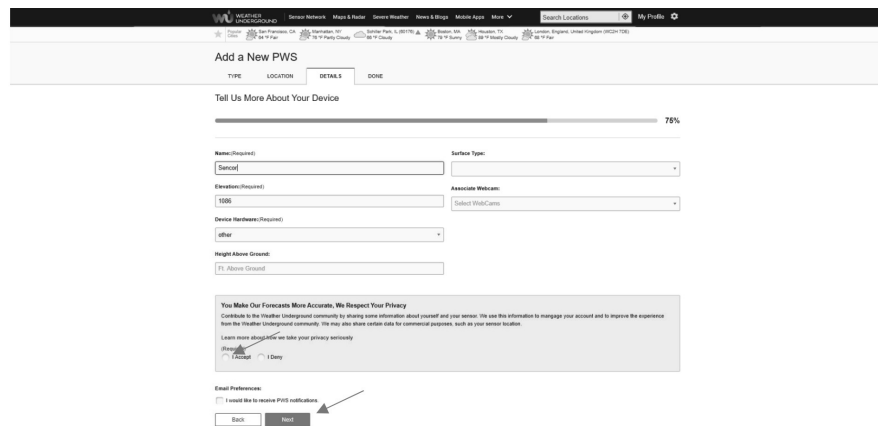 WEATHER UNDERGROUND Sensor Network Maps & Radar Severe Weather News & Blogs Mobile Apps More Search Locations My Profile
Popular Cities San Francisco, CA 64 °F Fair Manhattan, NY 76 °F Partly Cloudy Schiller Park, IL (60176) 69 °F Cloudy Boston, MA 79 °F Sunny Houston, TX 88 °F Mostly Cloudy London, England, United Kingdom (WC2H 7DE) 66 °F Fair
Add a New PWS
TYPE LOCATION DETAILS DONE
Tell Us More About Your Device
75%
Name:(Required) Surface Type:
Sencor
Elevation:(Required) Associate Webcam:
1086 Select WebCams
Device Hardware:(Required)
other
Height Above Ground:
Ft. Above Ground
You Make Our Forecasts More Accurate, We Respect Your Privacy
Contribute to the Weather Underground community by sharing some information about yourself and your sensor. We use this information to mangage your account and to improve the experience
from the Weather Underground community. We may also share certain data for commercial purposes, such as your sensor location.
Learn more about how we take your privacy seriously
(Required)
I Accept I Deny
Email Preferences:
I would like to receive PWS notifications
Back Next